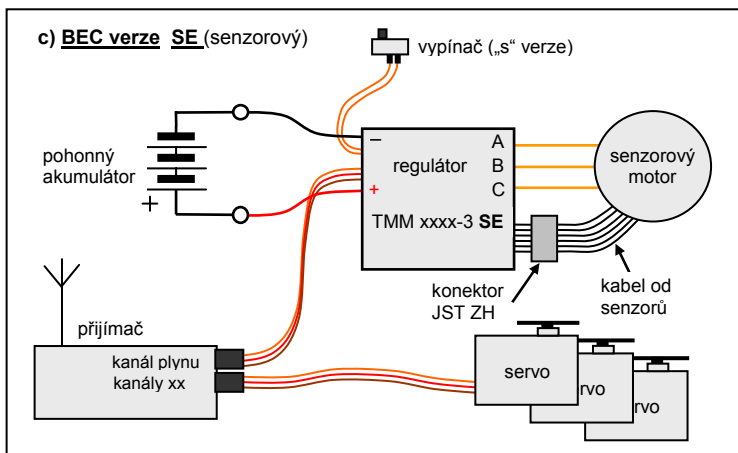 c) BEC verze SE (senzorový)
vypínač („s“ verze)
pohonný
akumulátor
+
−
+
regulátor
TMM xxxx-3 SE
A
B
C
senzorový
motor
konektor
JST ZH
kabel od
senzorů
přijímač
kanál plynu
kanály xx
servo
rvo
rvo